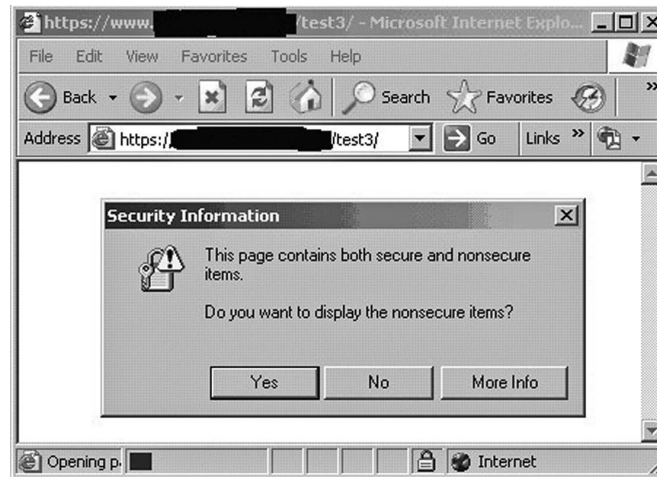 https://www. /test3/ - Microsoft Internet Explo...
File Edit View Favorites Tools Help
Back Search Favorites »
Address https:// /test3/ Go Links »
Security Information
This page contains both secure and nonsecure
items.
Do you want to display the nonsecure items?
Yes No More Info
Opening p. Internet